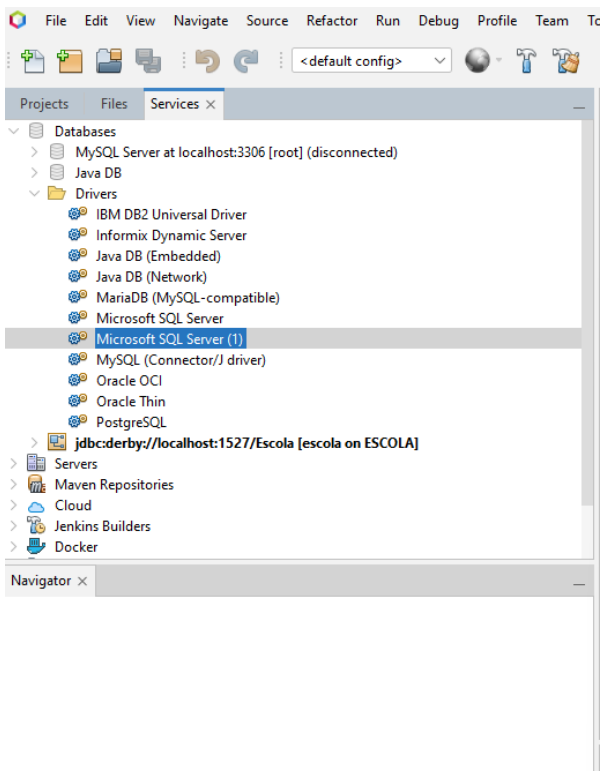 File Edit View Navigate Source Refactor Run Debug Profile Team
<default config>
Projects Files Services
Databases
MySQL Server at localhost:3306 [root] (disconnected)
Java DB
Drivers
IBM DB2 Universal Driver
Informix Dynamic Server
Java DB (Embedded)
Java DB (Network)
MariaDB (MySQL-compatible)
Microsoft SQL Server
Microsoft SQL Server (1)
MySQL (Connector/J driver)
Oracle OCI
Oracle Thin
PostgreSQL
jdbc:derby://localhost:1527/Escola [escola on ESCOLA]
Servers
Maven Repositories
Cloud
Jenkins Builders
Docker
Navigator